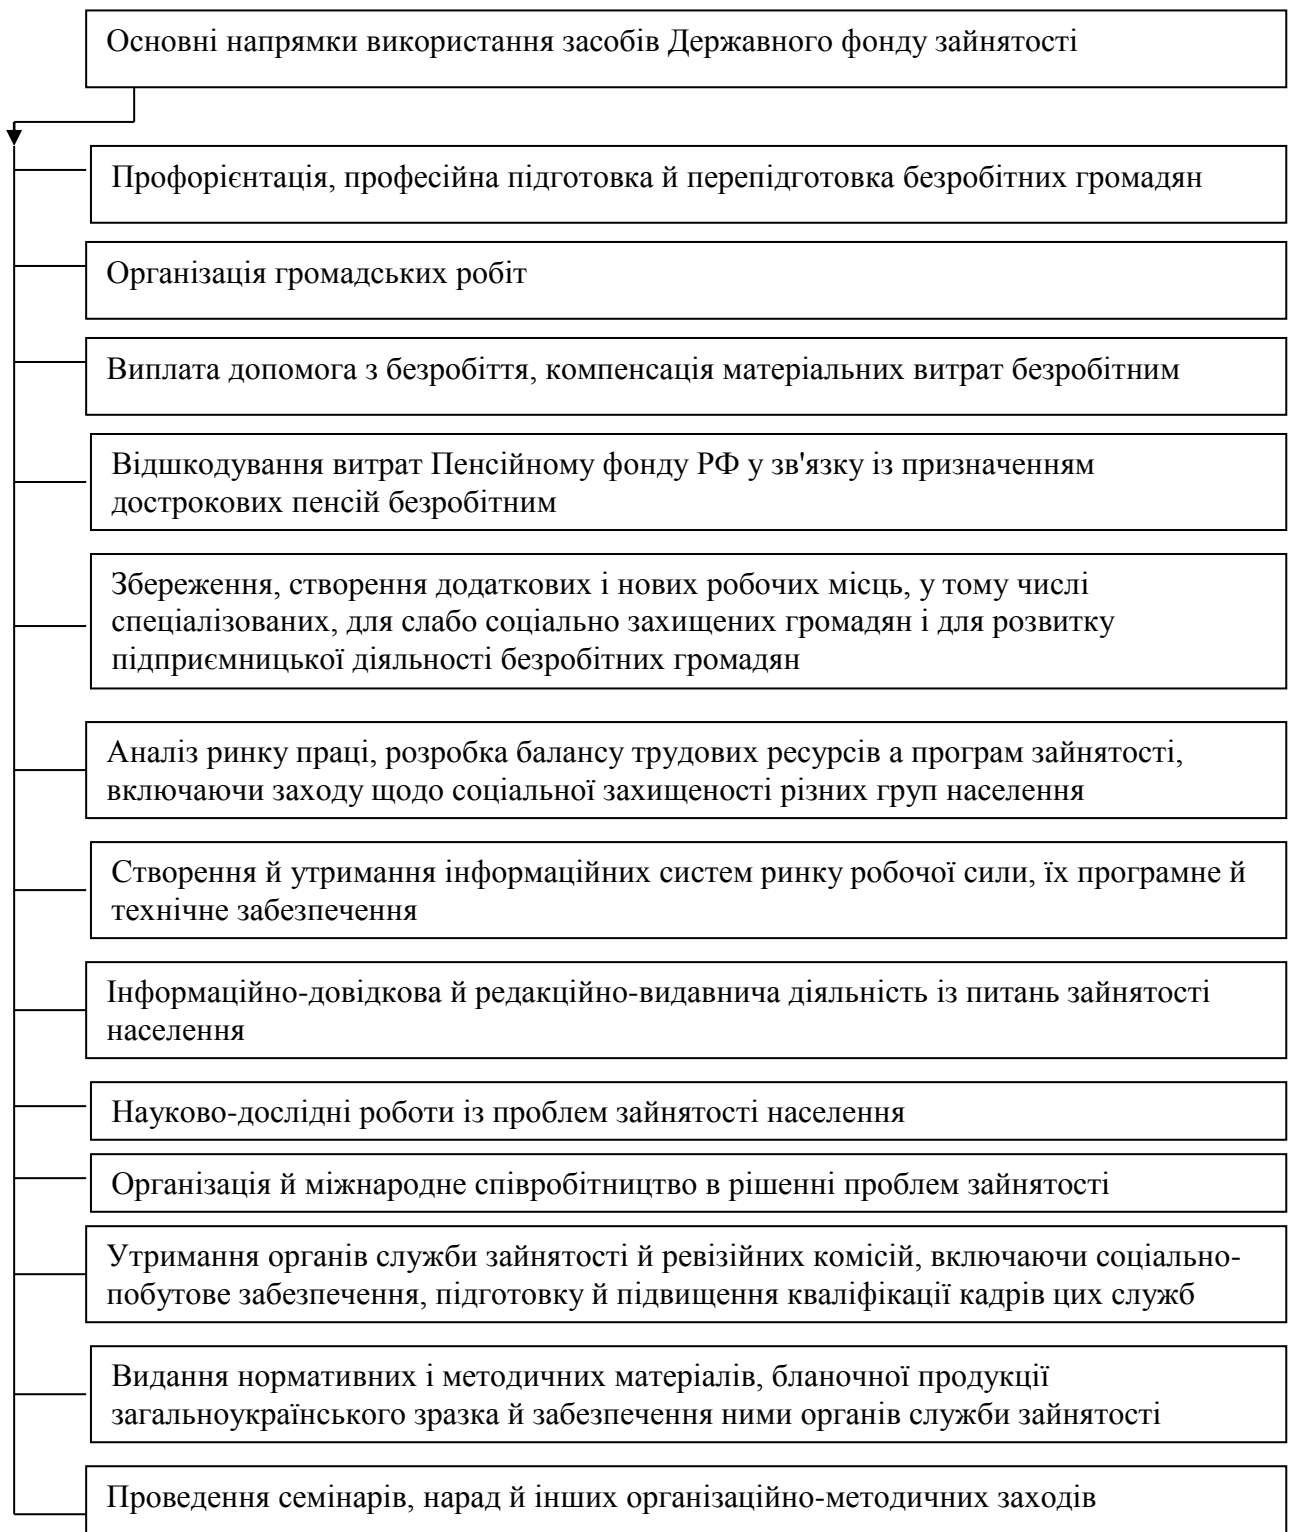 Основні напрямки використання засобів Державного фонду зайнятості
Профорієнтація, професійна підготовка й перепідготовка безробітних громадян
Організація громадських робіт
Виплата допомога з безробіття, компенсація матеріальних витрат безробітним
Відшкодування витрат Пенсійному фонду РФ у зв'язку із призначенням
дострокових пенсій безробітним
Збереження, створення додаткових і нових робочих місць, у тому числі
спеціалізованих, для слабо соціально захищених громадян і для розвитку
підприємницької діяльності безробітних громадян
Аналіз ринку праці, розробка балансу трудових ресурсів а програм зайнятості,
включаючи заходу щодо соціальної захищеності різних груп населення
Створення й утримання інформаційних систем ринку робочої сили, їх програмне й
технічне забезпечення
Інформаційно-довідкова й редакційно-видавнича діяльність із питань зайнятості
населення
Науково-дослідні роботи із проблем зайнятості населення
Організація й міжнародне співробітництво в рішенні проблем зайнятості
Утримання органів служби зайнятості й ревізійних комісій, включаючи соціально-
побутове забезпечення, підготовку й підвищення кваліфікації кадрів цих служб
Видання нормативних і методичних матеріалів, бланочної продукції
загальноукраїнського зразка й забезпечення ними органів служби зайнятості
Проведення семінарів, нарад й інших організаційно-методичних заходів